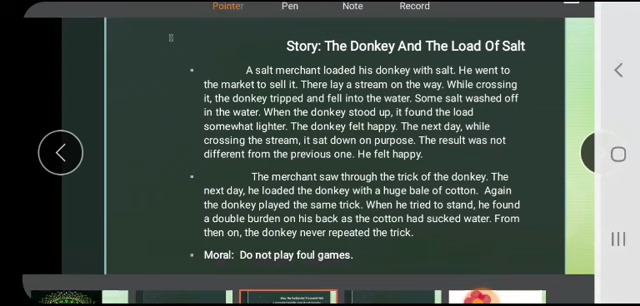 Pointer Pen Note Record
Story: The Donkey And The Load Of Salt
A salt merchant loaded his donkey with salt. He went to
the market to sell it. There lay a stream on the way. While crossing
it, the donkey tripped and fell into the water. Some salt washed off
in the water. When the donkey stood up, it found the load
somewhat lighter. The donkey felt happy. The next day, while
crossing the stream, it sat down on purpose. The result was not
different from the previous one. He felt happy.
The merchant saw through the trick of the donkey. The
next day, he loaded the donkey with a huge bale of cotton. Again
the donkey played the same trick. When he tried to stand, he found
a double burden on his back as the cotton had sucked water. From
then on, the donkey never repeated the trick.
Moral: Do not play foul games.